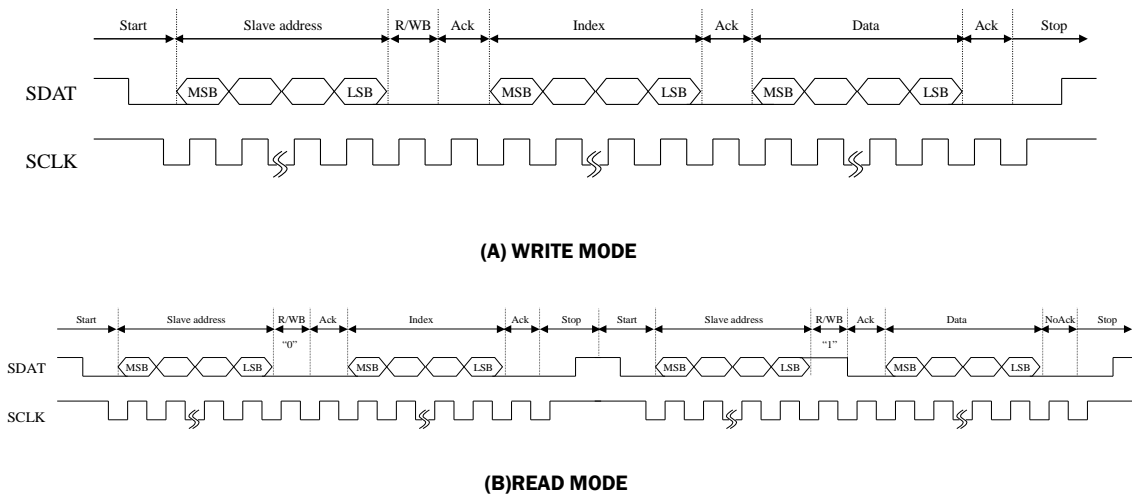 Start Slave address R/WB Ack Index Ack Data Ack Stop
SDAT MSB LSB MSB LSB MSB LSB
SCLK
(A) WRITE MODE
Start Slave address R/WB Ack Index Ack Stop Start Slave address R/WB Ack Data NoAck Stop
“0” “1”
SDAT MSB LSB MSB LSB MSB LSB MSB LSB
SCLK
(B)READ MODE